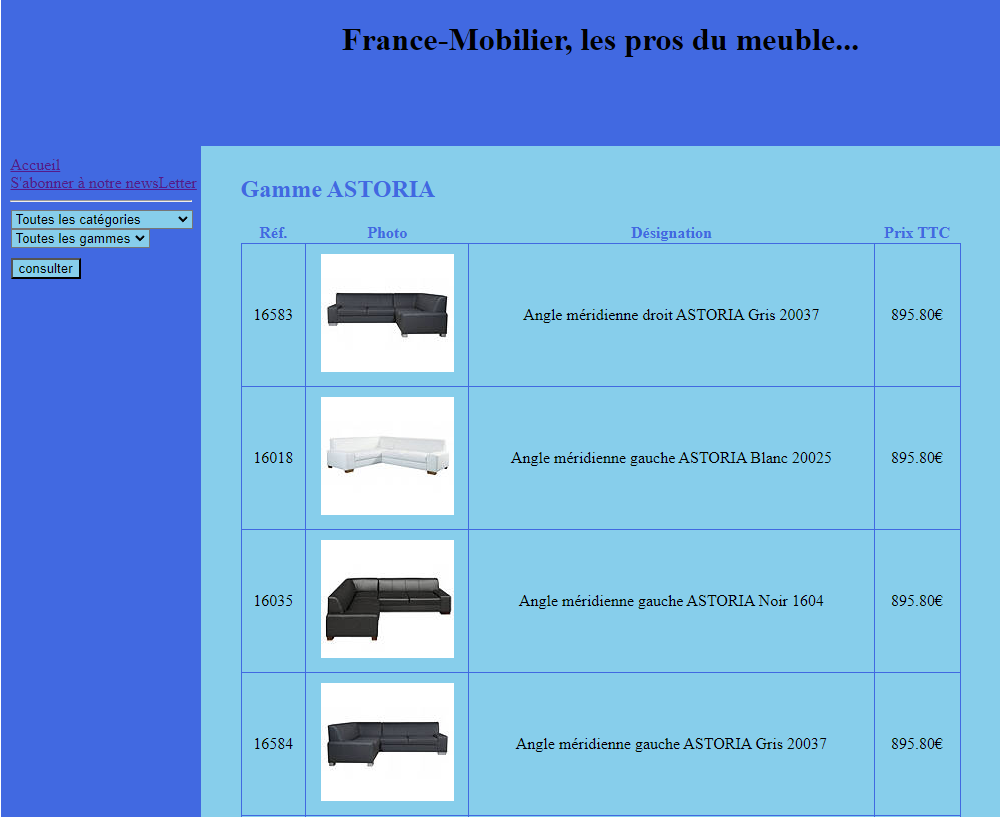 France-Mobilier, les pros du meuble...
Accueil
S'abonner à notre newsLetter
Toutes les catégories
Toutes les gammes
consulter
Gamme ASTORIA
Réf. Photo Désignation Prix TTC
16583 Angle méridienne droit ASTORIA Gris 20037 895.80€
16018 Angle méridienne gauche ASTORIA Blanc 20025 895.80€
16035 Angle méridienne gauche ASTORIA Noir 1604 895.80€
16584 Angle méridienne gauche ASTORIA Gris 20037 895.80€